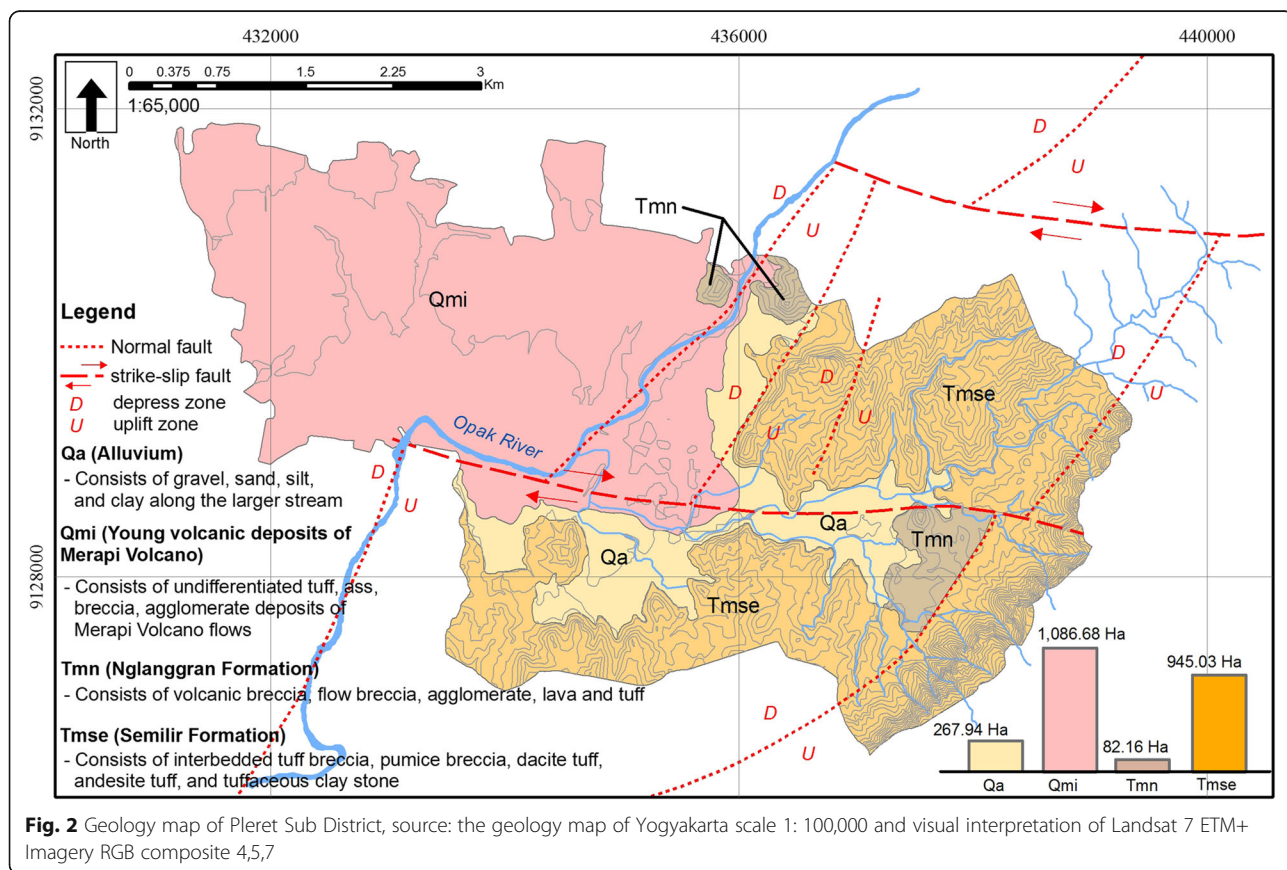 432000
436000
440000
0 0.375 0.75 1.5 2.25 3
Km
1:65,000
North
9132000
9128000
D
U
D
U
Tmn
Qmi
Legend
Normal fault
strike-slip fault
D depress zone
U uplift zone
Qa (Alluvium)
- Consists of gravel, sand, silt,
and clay along the larger stream
Qmi (Young volcanic deposits of
Merapi Volcano)
- Consists of undifferentiated tuff, ass,
breccia, agglomerate deposits of
Merapi Volcano flows
Tmn (Nglanggran Formation)
- Consists of volcanic breccia, flow breccia, agglomerate, lava and tuff
Tmse (Semilir Formation)
- Consists of interbedded tuff breccia, pumice breccia, dacite tuff,
andesite tuff, and tuffaceous clay stone
Opak River
D
U
D
U
D
U
Tmse
D
U
Qa
Qa
Tmn
Tmse
D
U
267.94 Ha
1,086.68 Ha
82.16 Ha
945.03 Ha
Qa
Qmi
Tmn
Tmse
Fig. 2 Geology map of Pleret Sub District, source: the geology map of Yogyakarta scale 1: 100,000 and visual interpretation of Landsat 7 ETM+
Imagery RGB composite 4,5,7